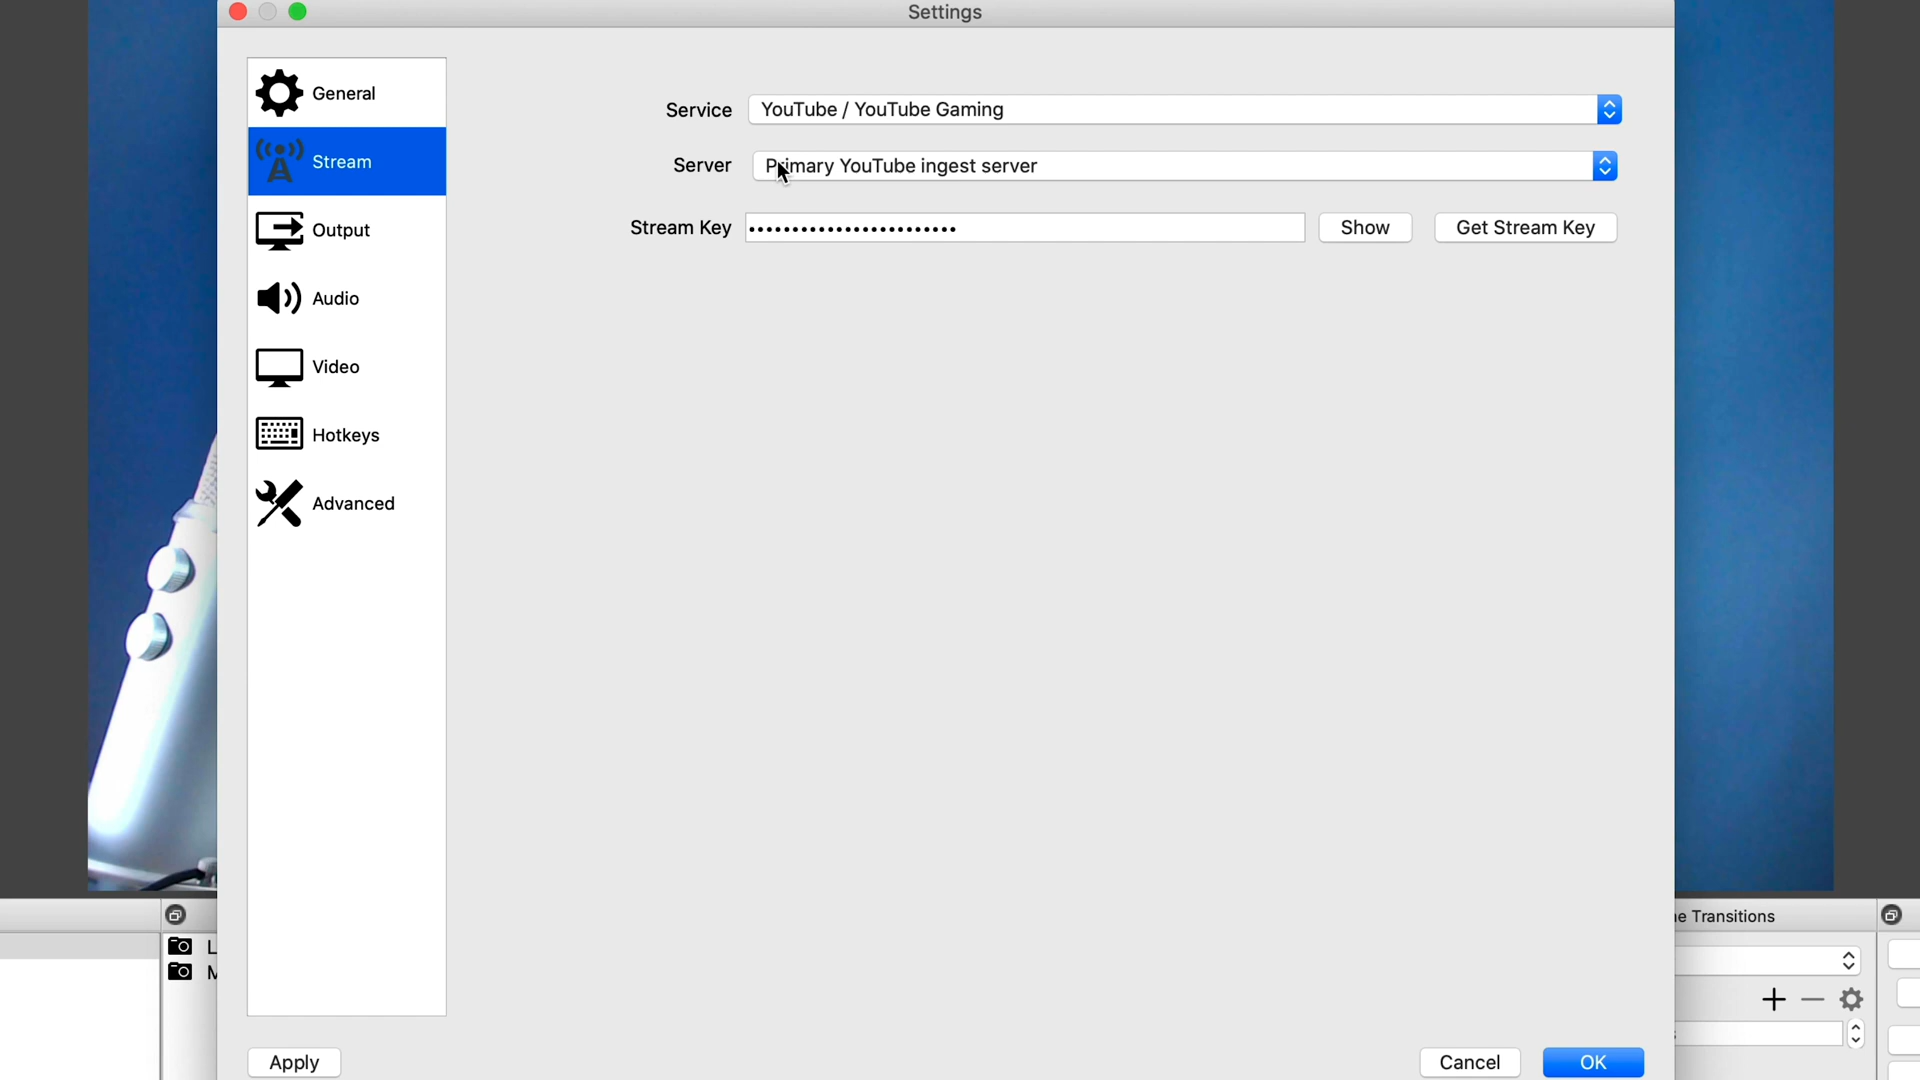 Settings
General
Stream
Output
Audio
Video
Hotkeys
Advanced
Service YouTube / YouTube Gaming
Server Primary YouTube ingest server
Stream Key •••••••••••••••••••••••• Show Get Stream Key
Transitions
Apply Cancel OK